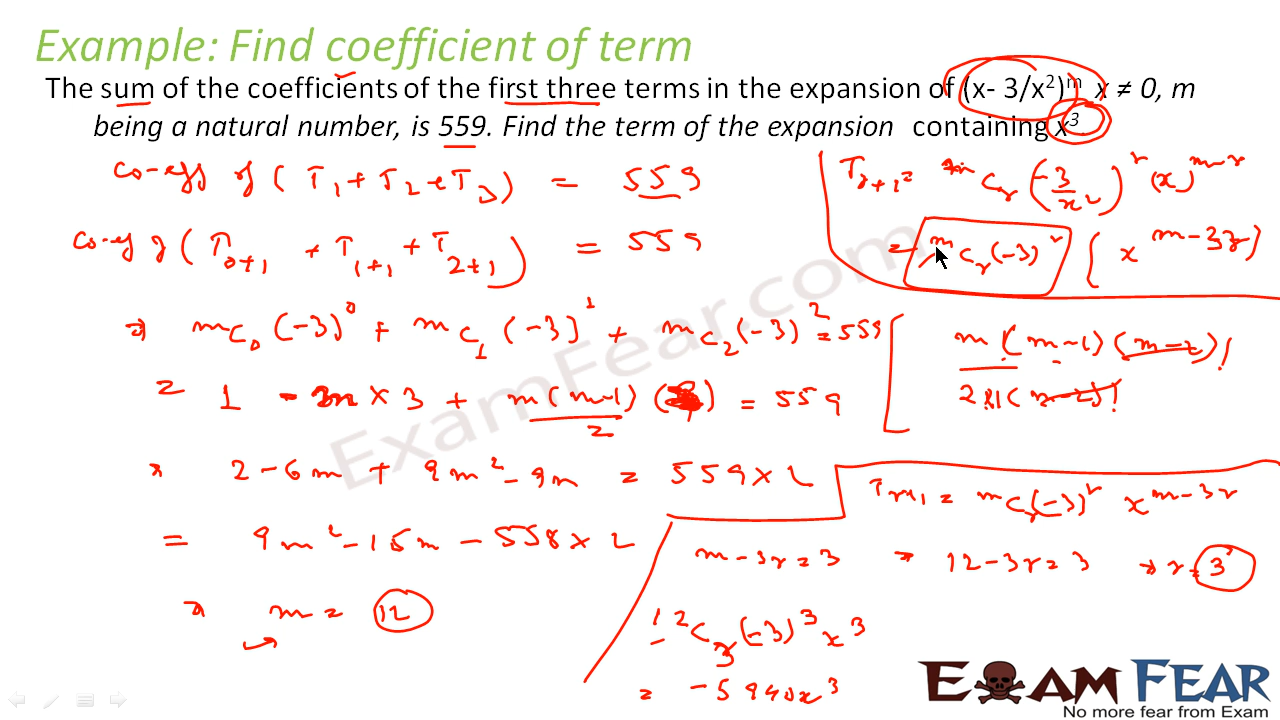 Example: Find coefficient of term
The sum of the coefficients of the first three terms in the expansion of (x- 3/x²)ᵐ x ≠ 0, m
being a natural number, is 559. Find the term of the expansion containing x³
co-eff of (T₁ + T₂ + T₃) = 559
co-eff of (T₀₊₁ + T₁₊₁ + T₂₊₁) = 559
⇒ mC₀ (-3)⁰ + mC₁ (-3)¹ + mC₂ (-3)² = 559
= 1 - 3m × 3 + m(m-1)/2 (9) = 559
2 - 6m + 9m² - 9m = 559 × 2
= 9m² - 15m - 558 × 2
⇒ m = 12
Tᵣ₊₁ = ᵐCᵣ (-3/x²)ʳ (x)ᵐ⁻ʳ
= ᵐCᵣ (-3)ʳ (x ᵐ⁻³ʳ)
m (m-1) (m-2)!
2!(m-2)!
Tᵣ₊₁ = ᵐCᵣ (-3)ʳ xᵐ⁻³ʳ
m - 3r = 3 ⇒ 12 - 3r = 3 ⇒ r = 3
= ¹²C₃ (-3)³ x³
= -5940x³
ExamFear.com
EXAM FEAR
No more fear from Exam